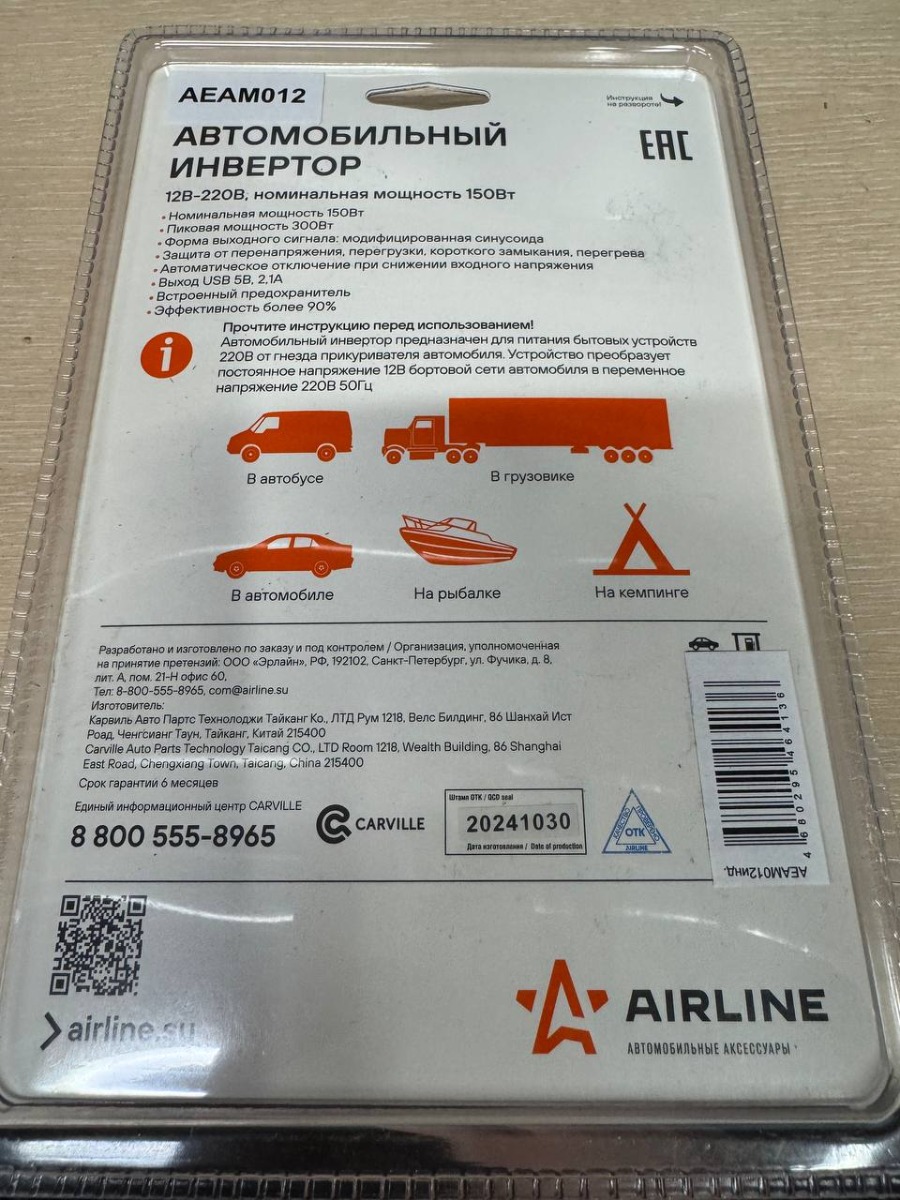 AEAM012
Инструкция
на развороте!
АВТОМОБИЛЬНЫЙ
ИНВЕРТОР
EAC
12В-220В, номинальная мощность 150Вт
• Номинальная мощность 150Вт
• Пиковая мощность 300Вт
• Форма выходного сигнала: модифицированная синусоида
• Защита от перенапряжения, перегрузки, короткого замыкания, перегрева
• Автоматическое отключение при снижении входного напряжения
• Выход USB 5В, 2,1А
• Встроенный предохранитель
• Эффективность более 90%
i
Прочтите инструкцию перед использованием!
Автомобильный инвертор предназначен для питания бытовых устройств
220В от гнезда прикуривателя автомобиля. Устройство преобразует
постоянное напряжение 12В бортовой сети автомобиля в переменное
напряжение 220В 50Гц
В автобусе
В грузовике
В автомобиле
На рыбалке
На кемпинге
Разработано и изготовлено по заказу и под контролем / Организация, уполномоченная
на принятие претензий: ООО «Эрлайн», РФ, 192102. Санкт-Петербург, ул. Фучика, д. 8,
лит. А, пом. 21-Н офис 60,
Тел: 8-800-555-8965, com@airline.su
Изготовитель:
Карвиль Авто Партс Технолоджи Тайканг Ко., ЛТД Рум 1218, Велс Билдинг, 86 Шанхай Ист
Роад, Ченгсианг Таун, Тайканг, Китай 215400
Carville Auto Parts Technology Taicang CO., LTD Room 1218, Wealth Building, 86 Shanghai
East Road, Chengxiang Town, Taicang, China 215400
Срок гарантий 6 месяцев
Единый информационный центр CARVILLE
8 800 555-8965
CARVILLE
Штамп ОТК / QCD seal
20241030
Дата изготовления / Date of production
КАЧЕСТВО
ПРОВЕРЕНО
ОТК
AIRLINE
4 680295 464136
AEAM012инд.
airline.su
AIRLINE
АВТОМОБИЛЬНЫЕ АКСЕССУАРЫ